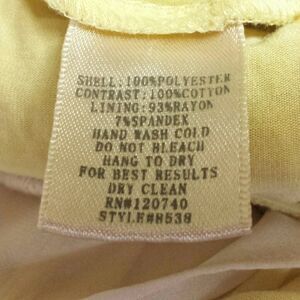 SHELL:100%POLYESTER
CONTRAST:100%COTTON
LINING:93%RAYON
7%SPANDEX
HAND WASH COLD
DO NOT BLEACH
HANG TO DRY
FOR BEST RESULTS
DRY CLEAN
RN#120740
STYLE#8538